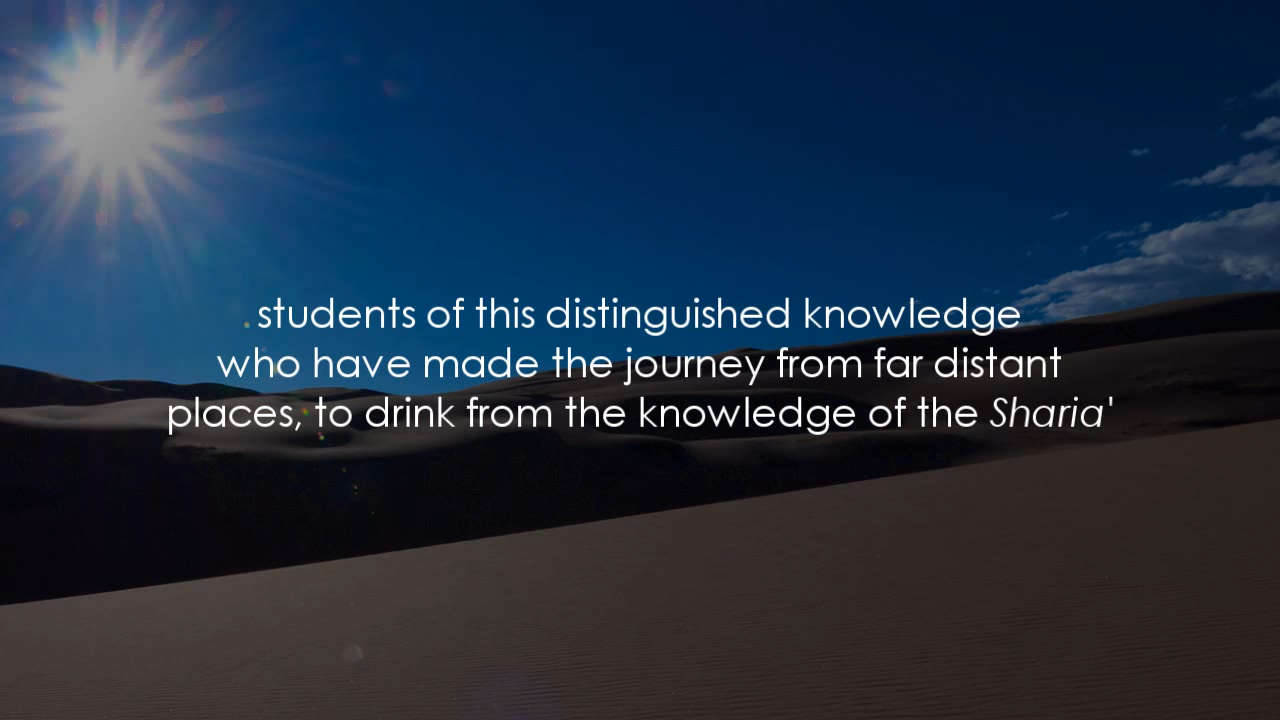 students of this distinguished knowledge
who have made the journey from far distant
places, to drink from the knowledge of the Sharia'